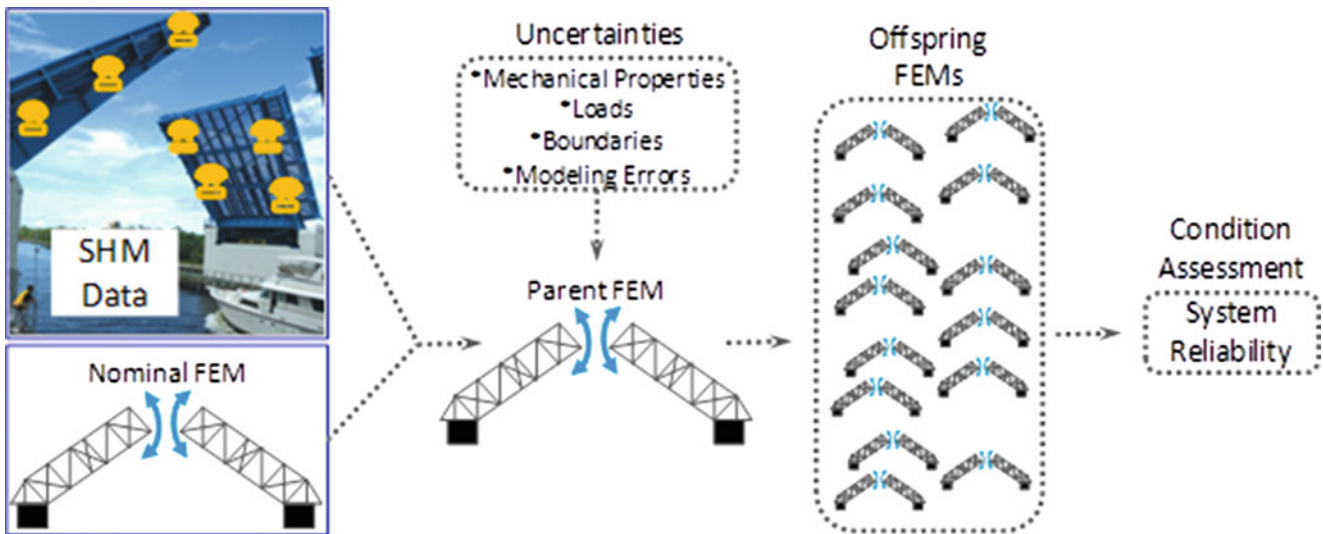 SHM
Data
Nominal FEM
Uncertainties
*Mechanical Properties
*Loads
*Boundaries
*Modeling Errors
Parent FEM
Offspring
FEMs
Condition
Assessment
System
Reliability